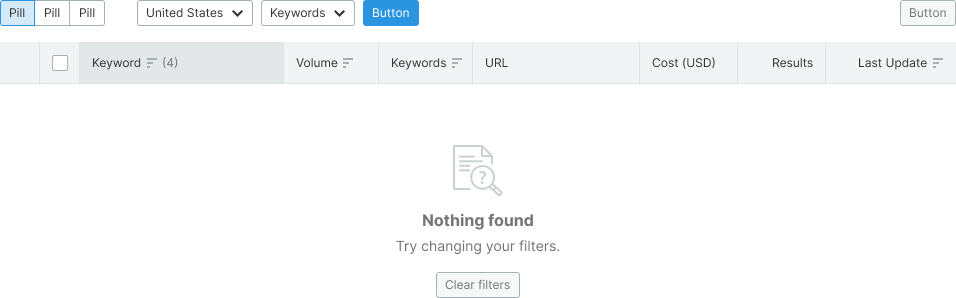 Pill Pill Pill United States Keywords Button Button
Keyword (4) Volume Keywords URL Cost (USD) Results Last Update
?
Nothing found
Try changing your filters.
Clear filters